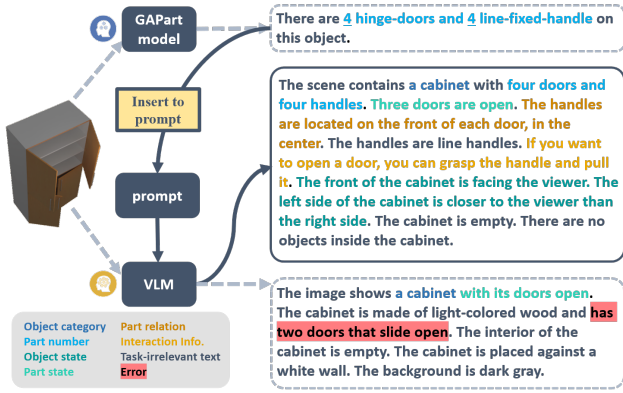 GAPart
model
There are 4 hinge-doors and 4 line-fixed-handle on
this object.
Insert to
prompt
prompt
VLM
The scene contains a cabinet with four doors and
four handles. Three doors are open. The handles
are located on the front of each door, in the
center. The handles are line handles. If you want
to open a door, you can grasp the handle and pull
it. The front of the cabinet is facing the viewer. The
left side of the cabinet is closer to the viewer than
the right side. The cabinet is empty. There are no
objects inside the cabinet.
The image shows a cabinet with its doors open.
The cabinet is made of light-colored wood and has
two doors that slide open. The interior of the
cabinet is empty. The cabinet is placed against a
white wall. The background is dark gray.
Object category
Part number
Object state
Part state
Part relation
Interaction Info.
Task-irrelevant text
Error